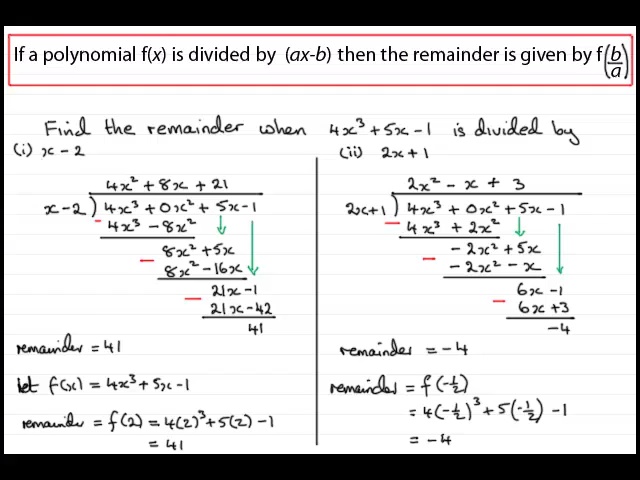 If a polynomial f(x) is divided by (ax-b) then the remainder is given by f(b/a)
Find the remainder when 4x³ + 5x - 1 is divided by
(i) x - 2
4x² + 8x + 21
x - 2 ) 4x³ + 0x² + 5x - 1
- 4x³ - 8x²
8x² + 5x
- 8x² - 16x
21x - 1
- 21x - 42
41
remainder = 41
let f(x) = 4x³ + 5x - 1
remainder = f(2) = 4(2)³ + 5(2) - 1
= 41
(ii) 2x + 1
2x² - x + 3
2x+1 ) 4x³ + 0x² + 5x - 1
- 4x³ + 2x²
- 2x² + 5x
- - 2x² - x
6x - 1
- 6x + 3
-4
remainder = -4
remainder = f(-½)
= 4(-½)³ + 5(-½) - 1
= -4